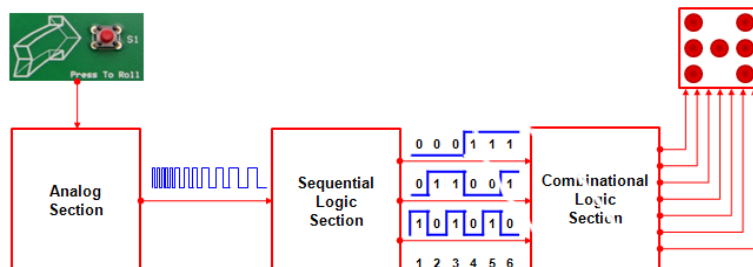 S1
Press To Roll
Analog
Section
Sequential
Logic
Section
0 0 0 1 1 1
0 1 1 0 0 1
1 0 1 0 1 0
1 2 3 4 5 6
Combinational
Logic
Section